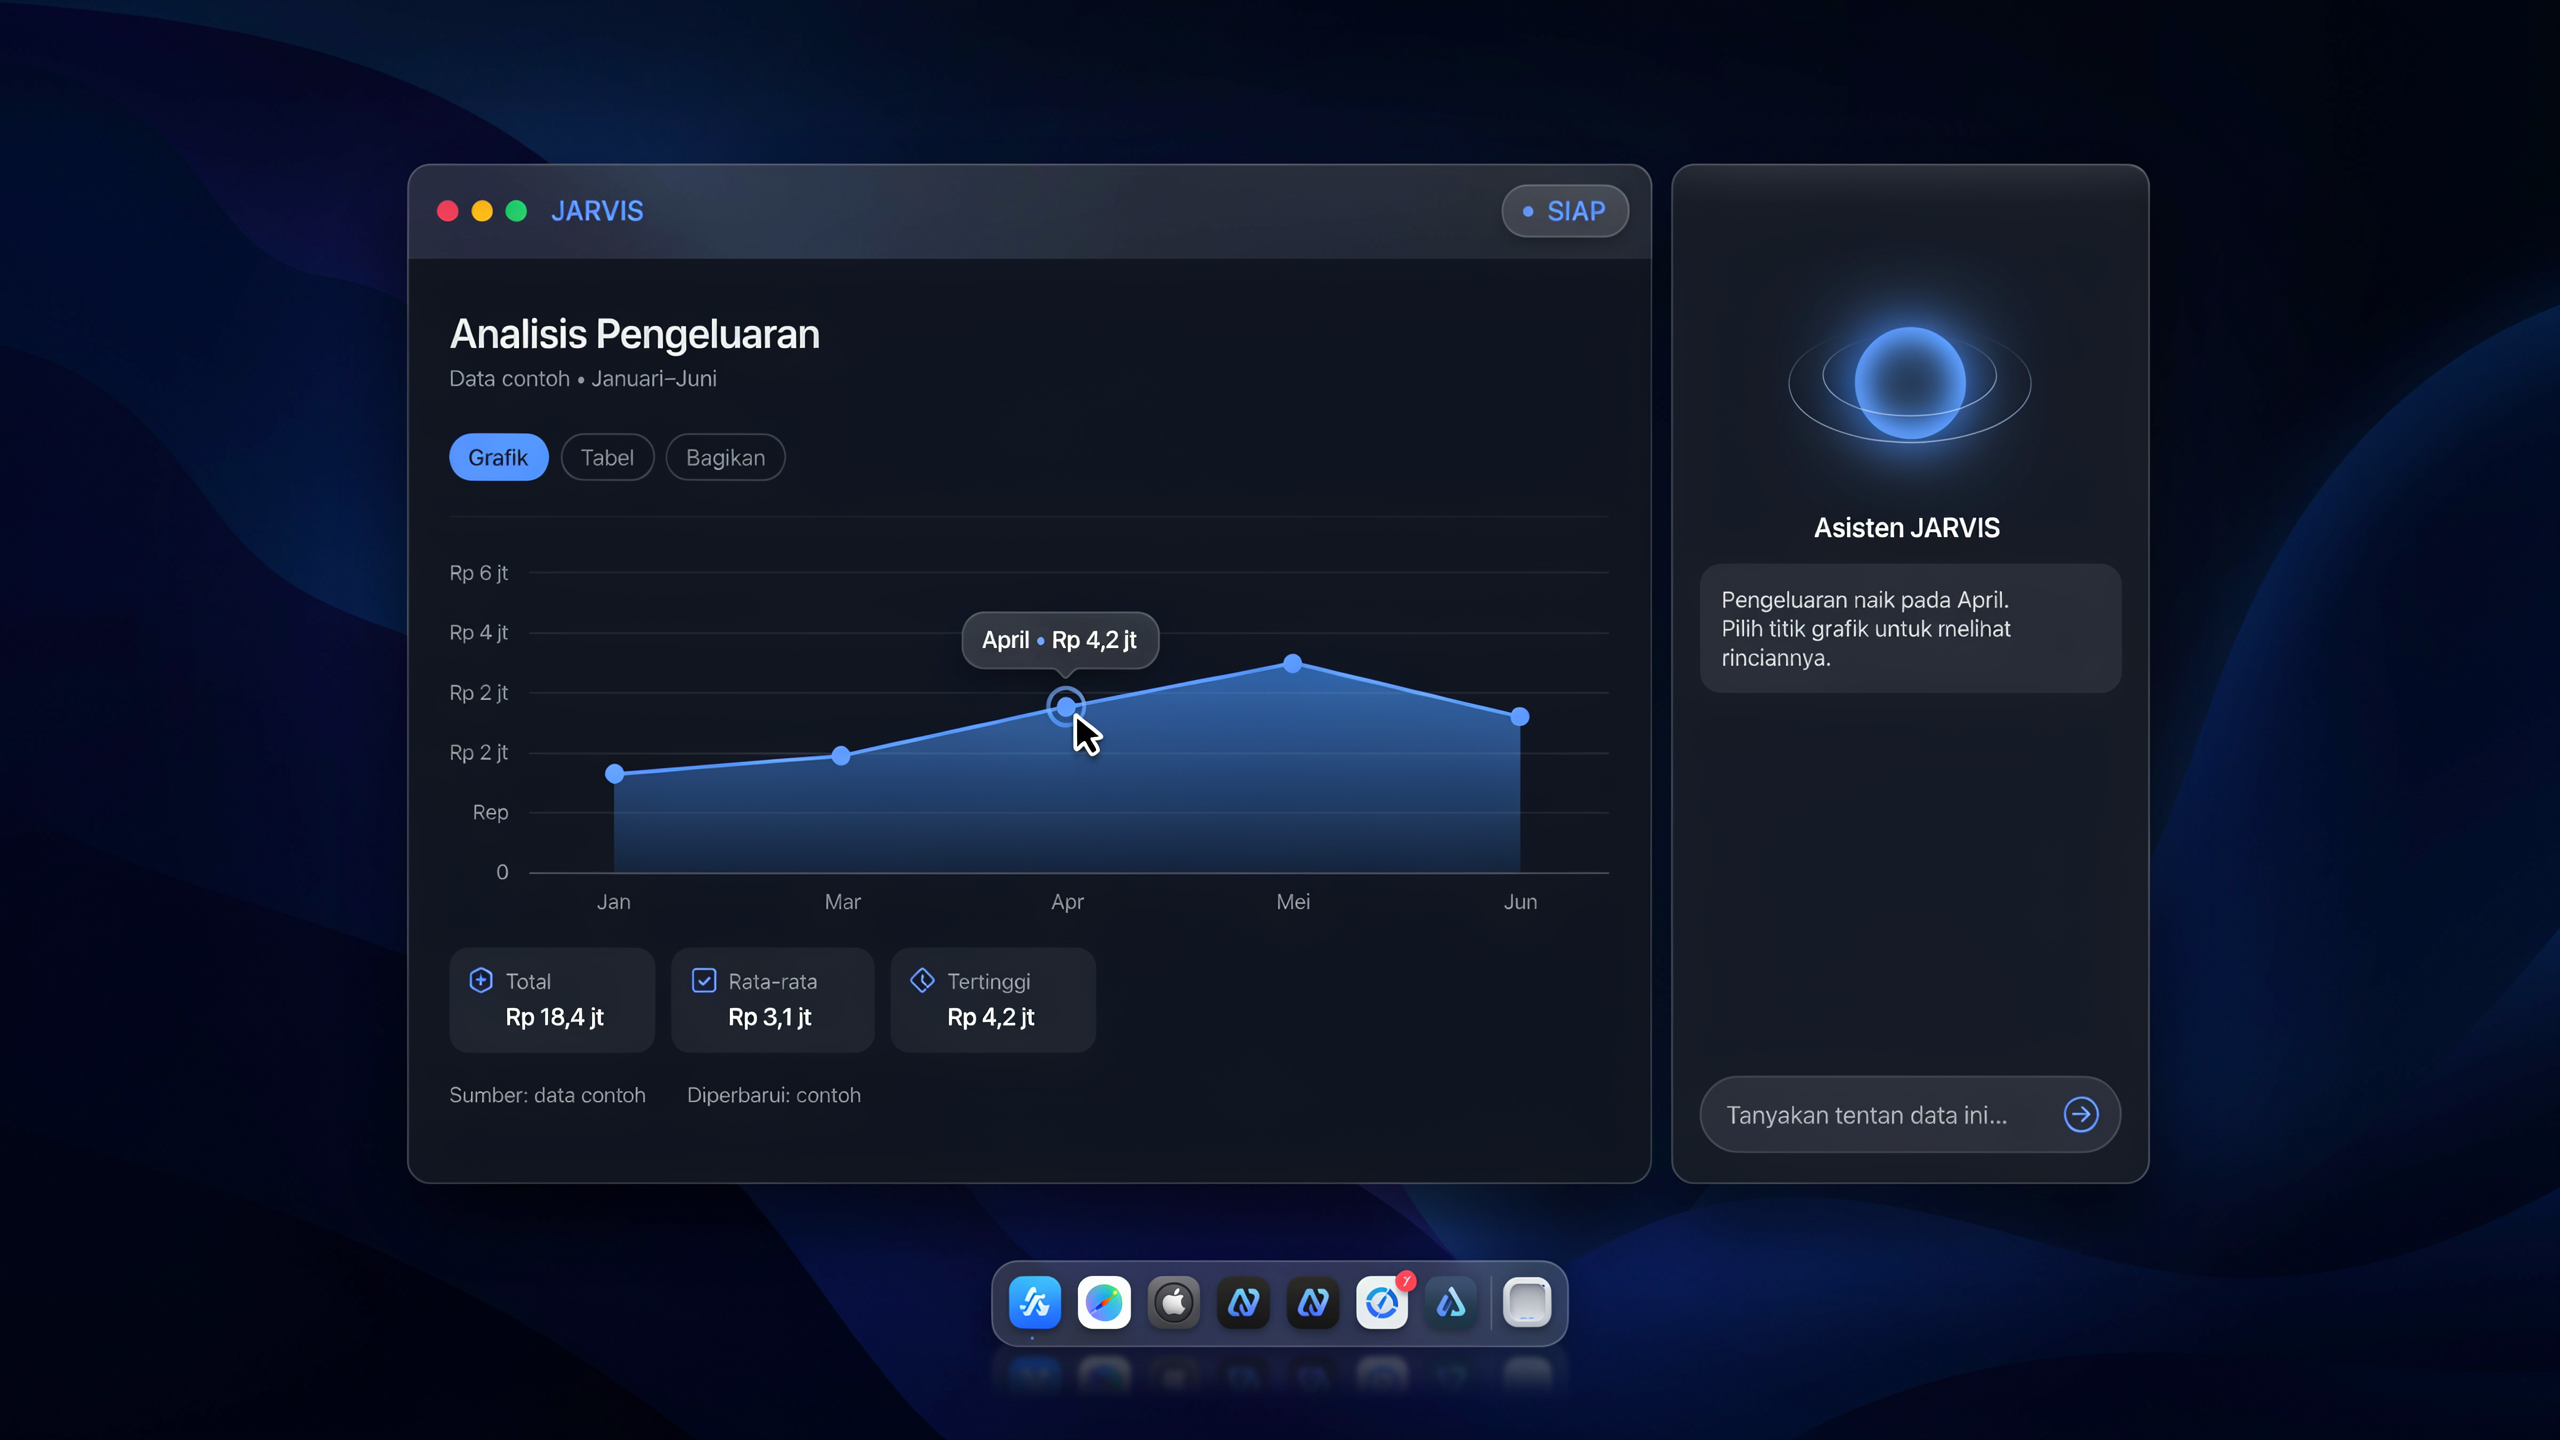 JARVIS
SIAP
Analisis Pengeluaran
Data contoh • Januari–Juni
Grafik
Tabel
Bagikan
Rp 6 jt
Rp 4 jt
Rp 2 jt
Rp 2 jt
Rep
0
April • Rp 4,2 jt
Jan
Mar
Apr
Mei
Jun
Total
Rp 18,4 jt
Rata-rata
Rp 3,1 jt
Tertinggi
Rp 4,2 jt
Sumber: data contoh
Diperbarui: contoh
Asisten JARVIS
Pengeluaran naik pada April.
Pilih titik grafik untuk melihat
rinciannya.
Tanyakan tentan data ini...